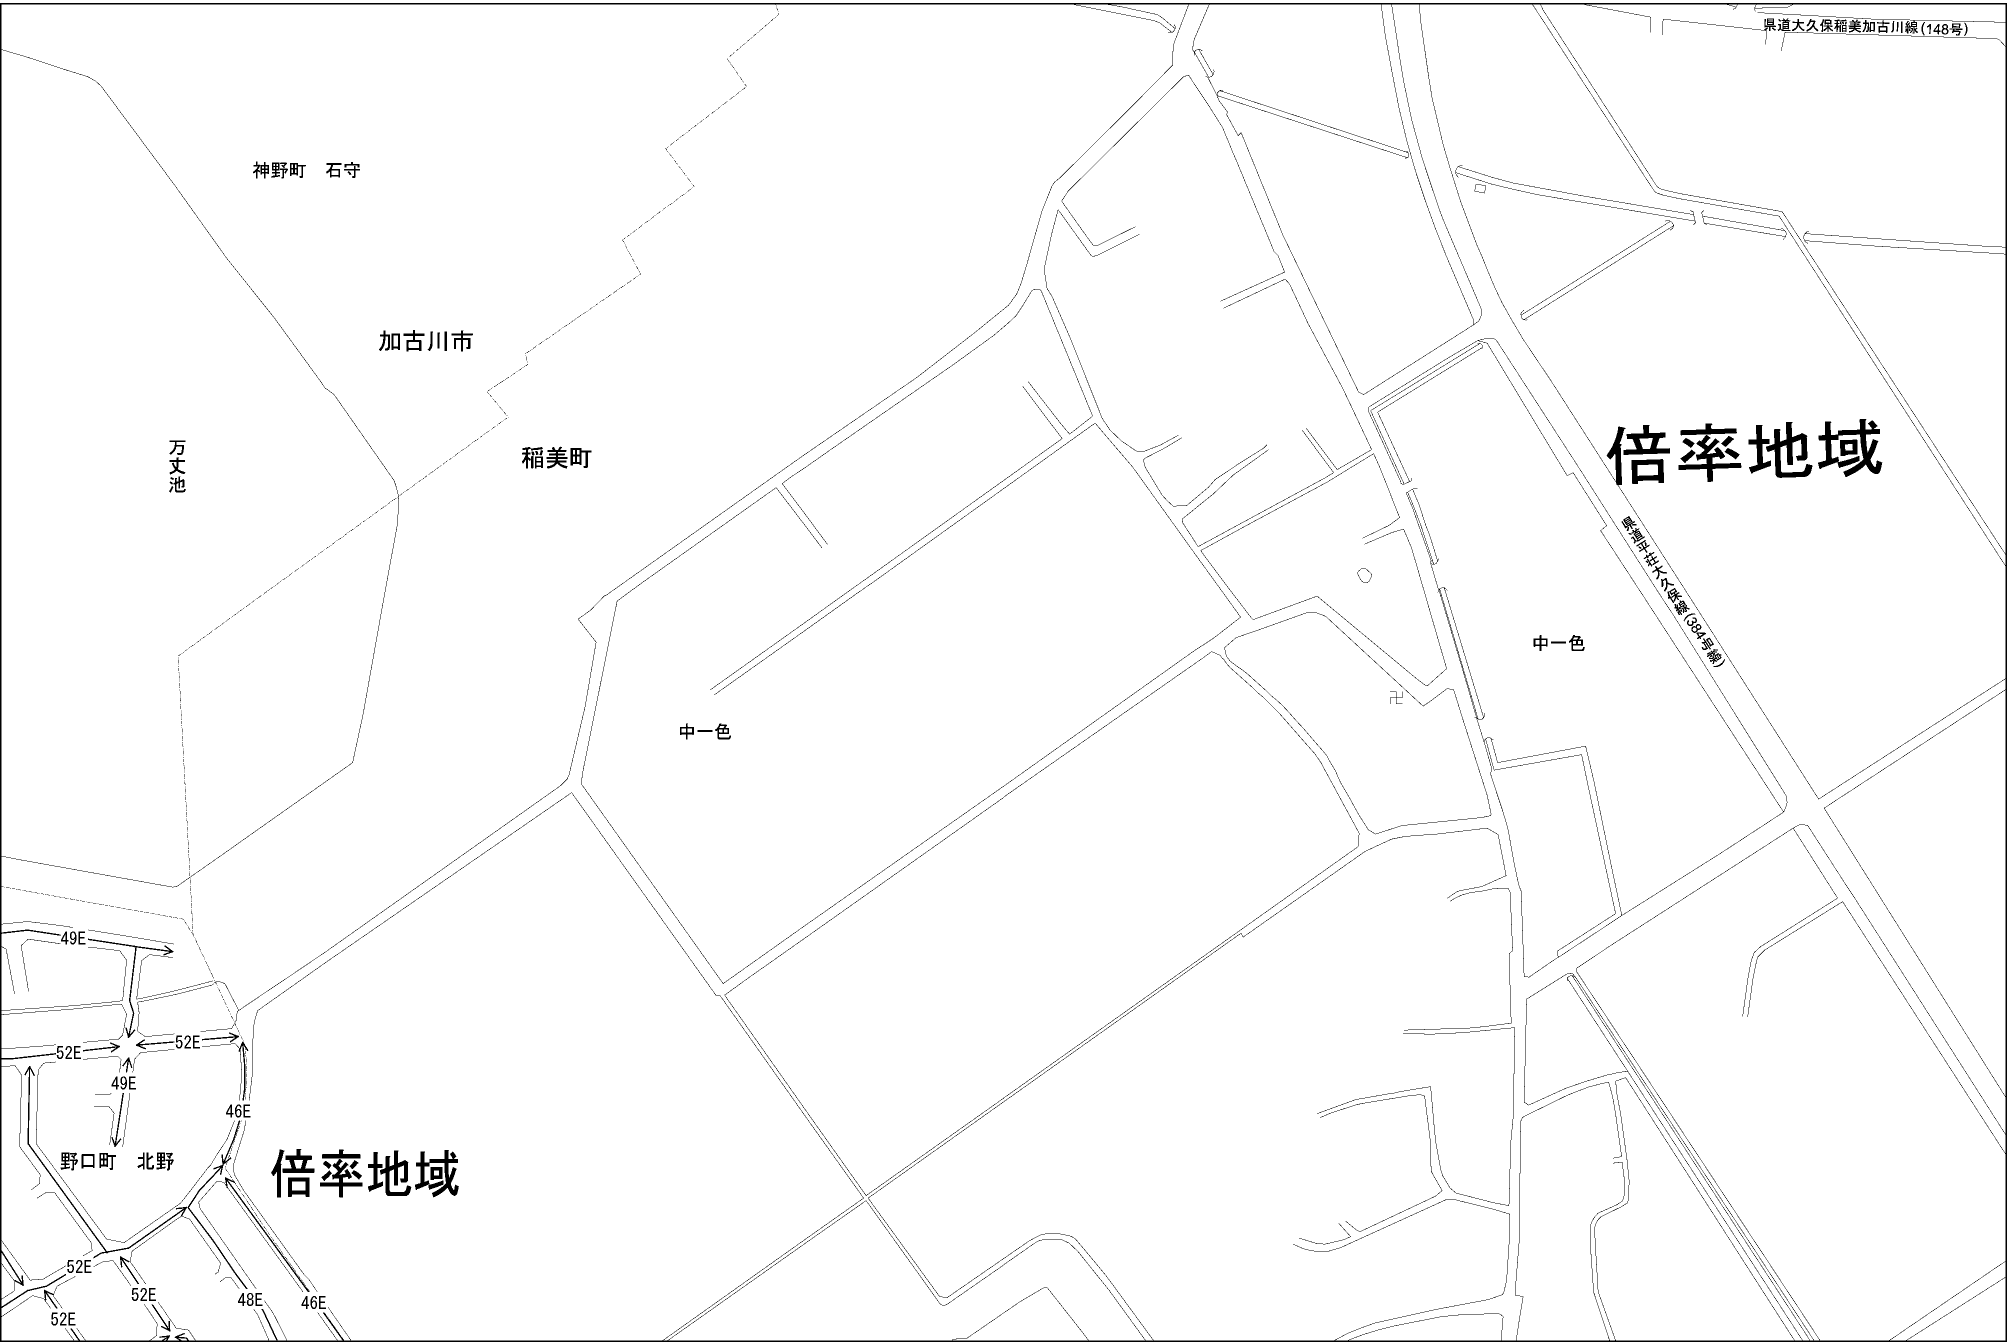 県道大久保稲美加古川線(148号)
神野町　石守
加古川市
稲美町
万丈池
倍率地域
県道平荘大久保線(384号線)
中一色
中一色
49E
52E
52E
49E
46E
野口町　北野
倍率地域
52E
52E
48E
46E
52E